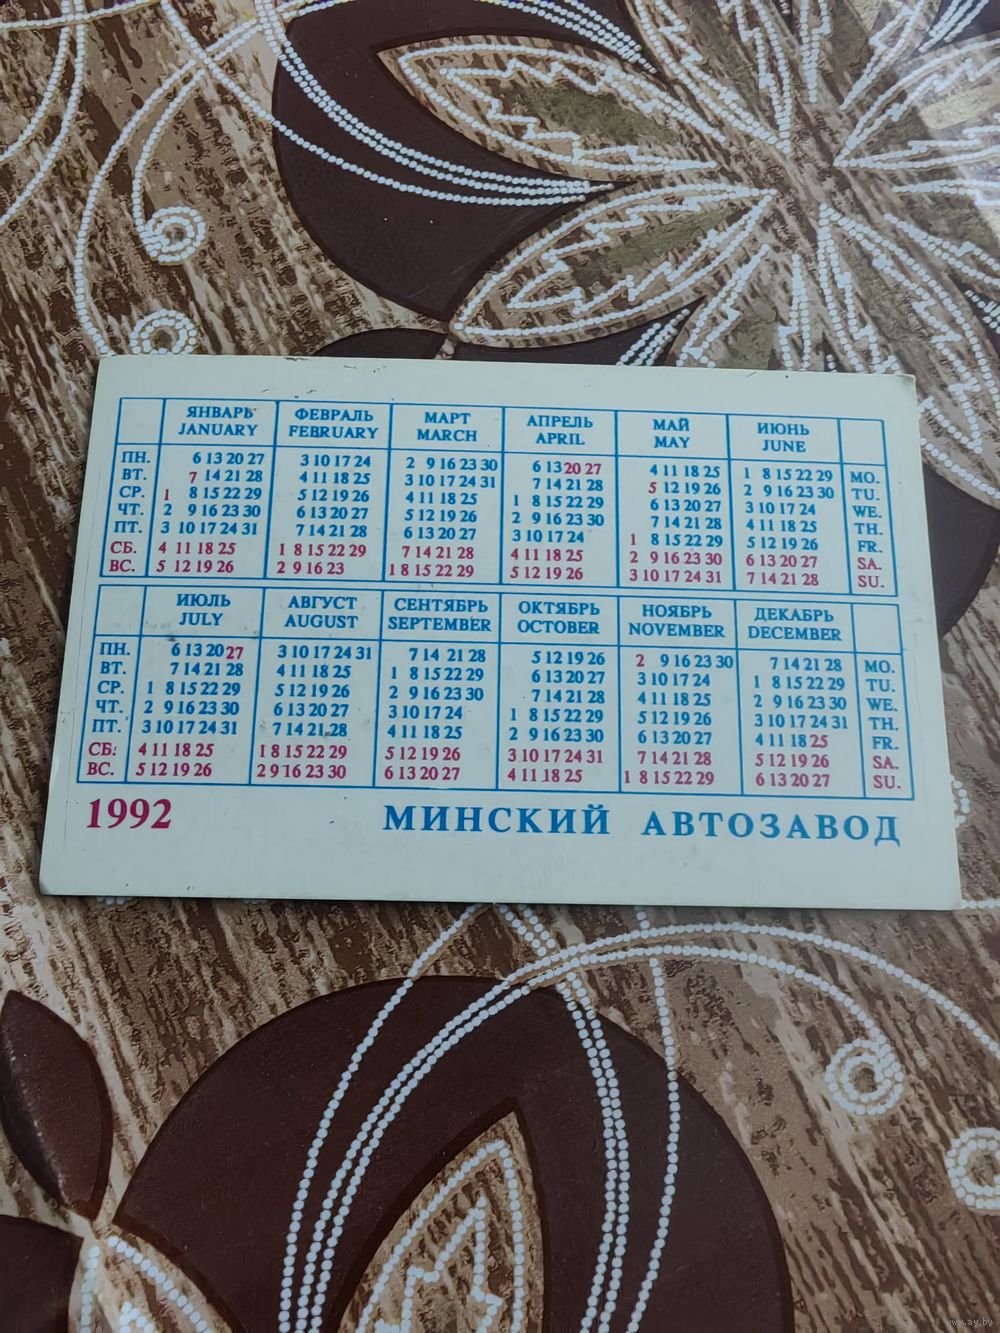 ЯНВАРЬ ФЕВРАЛЬ МАРТ АПРЕЛЬ МАЙ ИЮНЬ
JANUARY FEBRUARY MARCH APRIL MAY JUNE
ПН. 6 13 20 27 3 10 17 24 2 9 16 23 30 6 13 20 27 4 11 18 25 1 8 15 22 29 MO.
ВТ. 7 14 21 28 4 11 18 25 3 10 17 24 31 7 14 21 28 5 12 19 26 2 9 16 23 30 TU.
СР. 1 8 15 22 29 5 12 19 26 4 11 18 25 1 8 15 22 29 6 13 20 27 3 10 17 24 WE.
ЧТ. 2 9 16 23 30 6 13 20 27 5 12 19 26 2 9 16 23 30 7 14 21 28 4 11 18 25 TH.
ПТ. 3 10 17 24 31 7 14 21 28 6 13 20 27 3 10 17 24 1 8 15 22 29 5 12 19 26 FR.
СБ. 4 11 18 25 1 8 15 22 29 7 14 21 28 4 11 18 25 2 9 16 23 30 6 13 20 27 SA.
ВС. 5 12 19 26 2 9 16 23 1 8 15 22 29 5 12 19 26 3 10 17 24 31 7 14 21 28 SU.
ИЮЛЬ АВГУСТ СЕНТЯБРЬ ОКТЯБРЬ НОЯБРЬ ДЕКАБРЬ
JULY AUGUST SEPTEMBER OCTOBER NOVEMBER DECEMBER
ПН. 6 13 20 27 3 10 17 24 31 7 14 21 28 5 12 19 26 2 9 16 23 30 7 14 21 28 MO.
ВТ. 7 14 21 28 4 11 18 25 1 8 15 22 29 6 13 20 27 3 10 17 24 1 8 15 22 29 TU.
СР. 1 8 15 22 29 5 12 19 26 2 9 16 23 30 7 14 21 28 4 11 18 25 2 9 16 23 30 WE.
ЧТ. 2 9 16 23 30 6 13 20 27 3 10 17 24 1 8 15 22 29 5 12 19 26 3 10 17 24 31 TH.
ПТ. 3 10 17 24 31 7 14 21 28 4 11 18 25 2 9 16 23 30 6 13 20 27 4 11 18 25 FR.
СБ. 4 11 18 25 1 8 15 22 29 5 12 19 26 3 10 17 24 31 7 14 21 28 5 12 19 26 SA.
ВС. 5 12 19 26 2 9 16 23 30 6 13 20 27 4 11 18 25 1 8 15 22 29 6 13 20 27 SU.
1992 МИНСКИЙ АВТОЗАВОД
www.ay.by